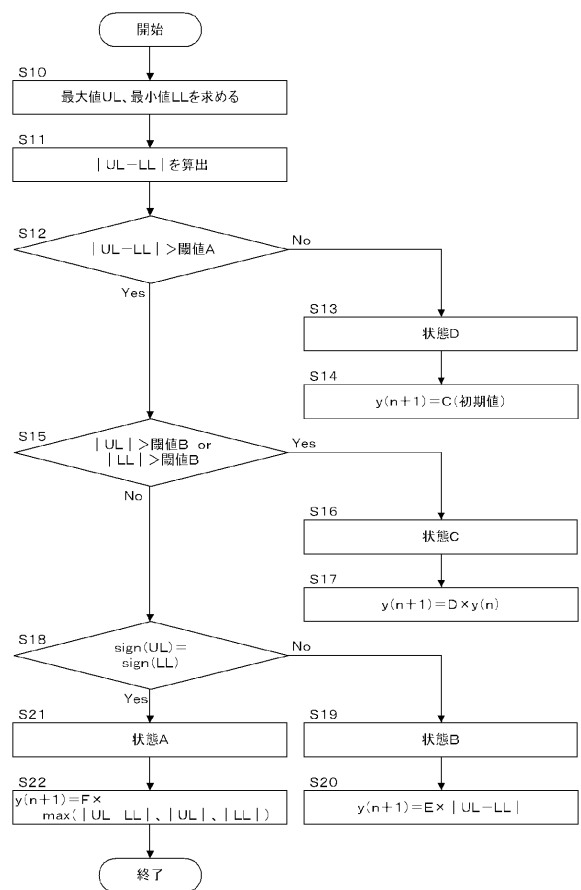 開始
S10
最大値UL、最小値LLを求める
S11
|UL-LL|を算出
S12
|UL-LL|>閾値A
No
Yes
S13
状態D
S14
y(n+1)=C(初期値)
S15
|UL|>閾値B or
|LL|>閾値B
Yes
No
S16
状態C
S17
y(n+1)=D×y(n)
S18
sign(UL)=
sign(LL)
No
Yes
S21
状態A
S19
状態B
S22
y(n+1)=F×
max(|UL LL|、|UL|、|LL|)
S20
y(n+1)=E×|UL-LL|
終了